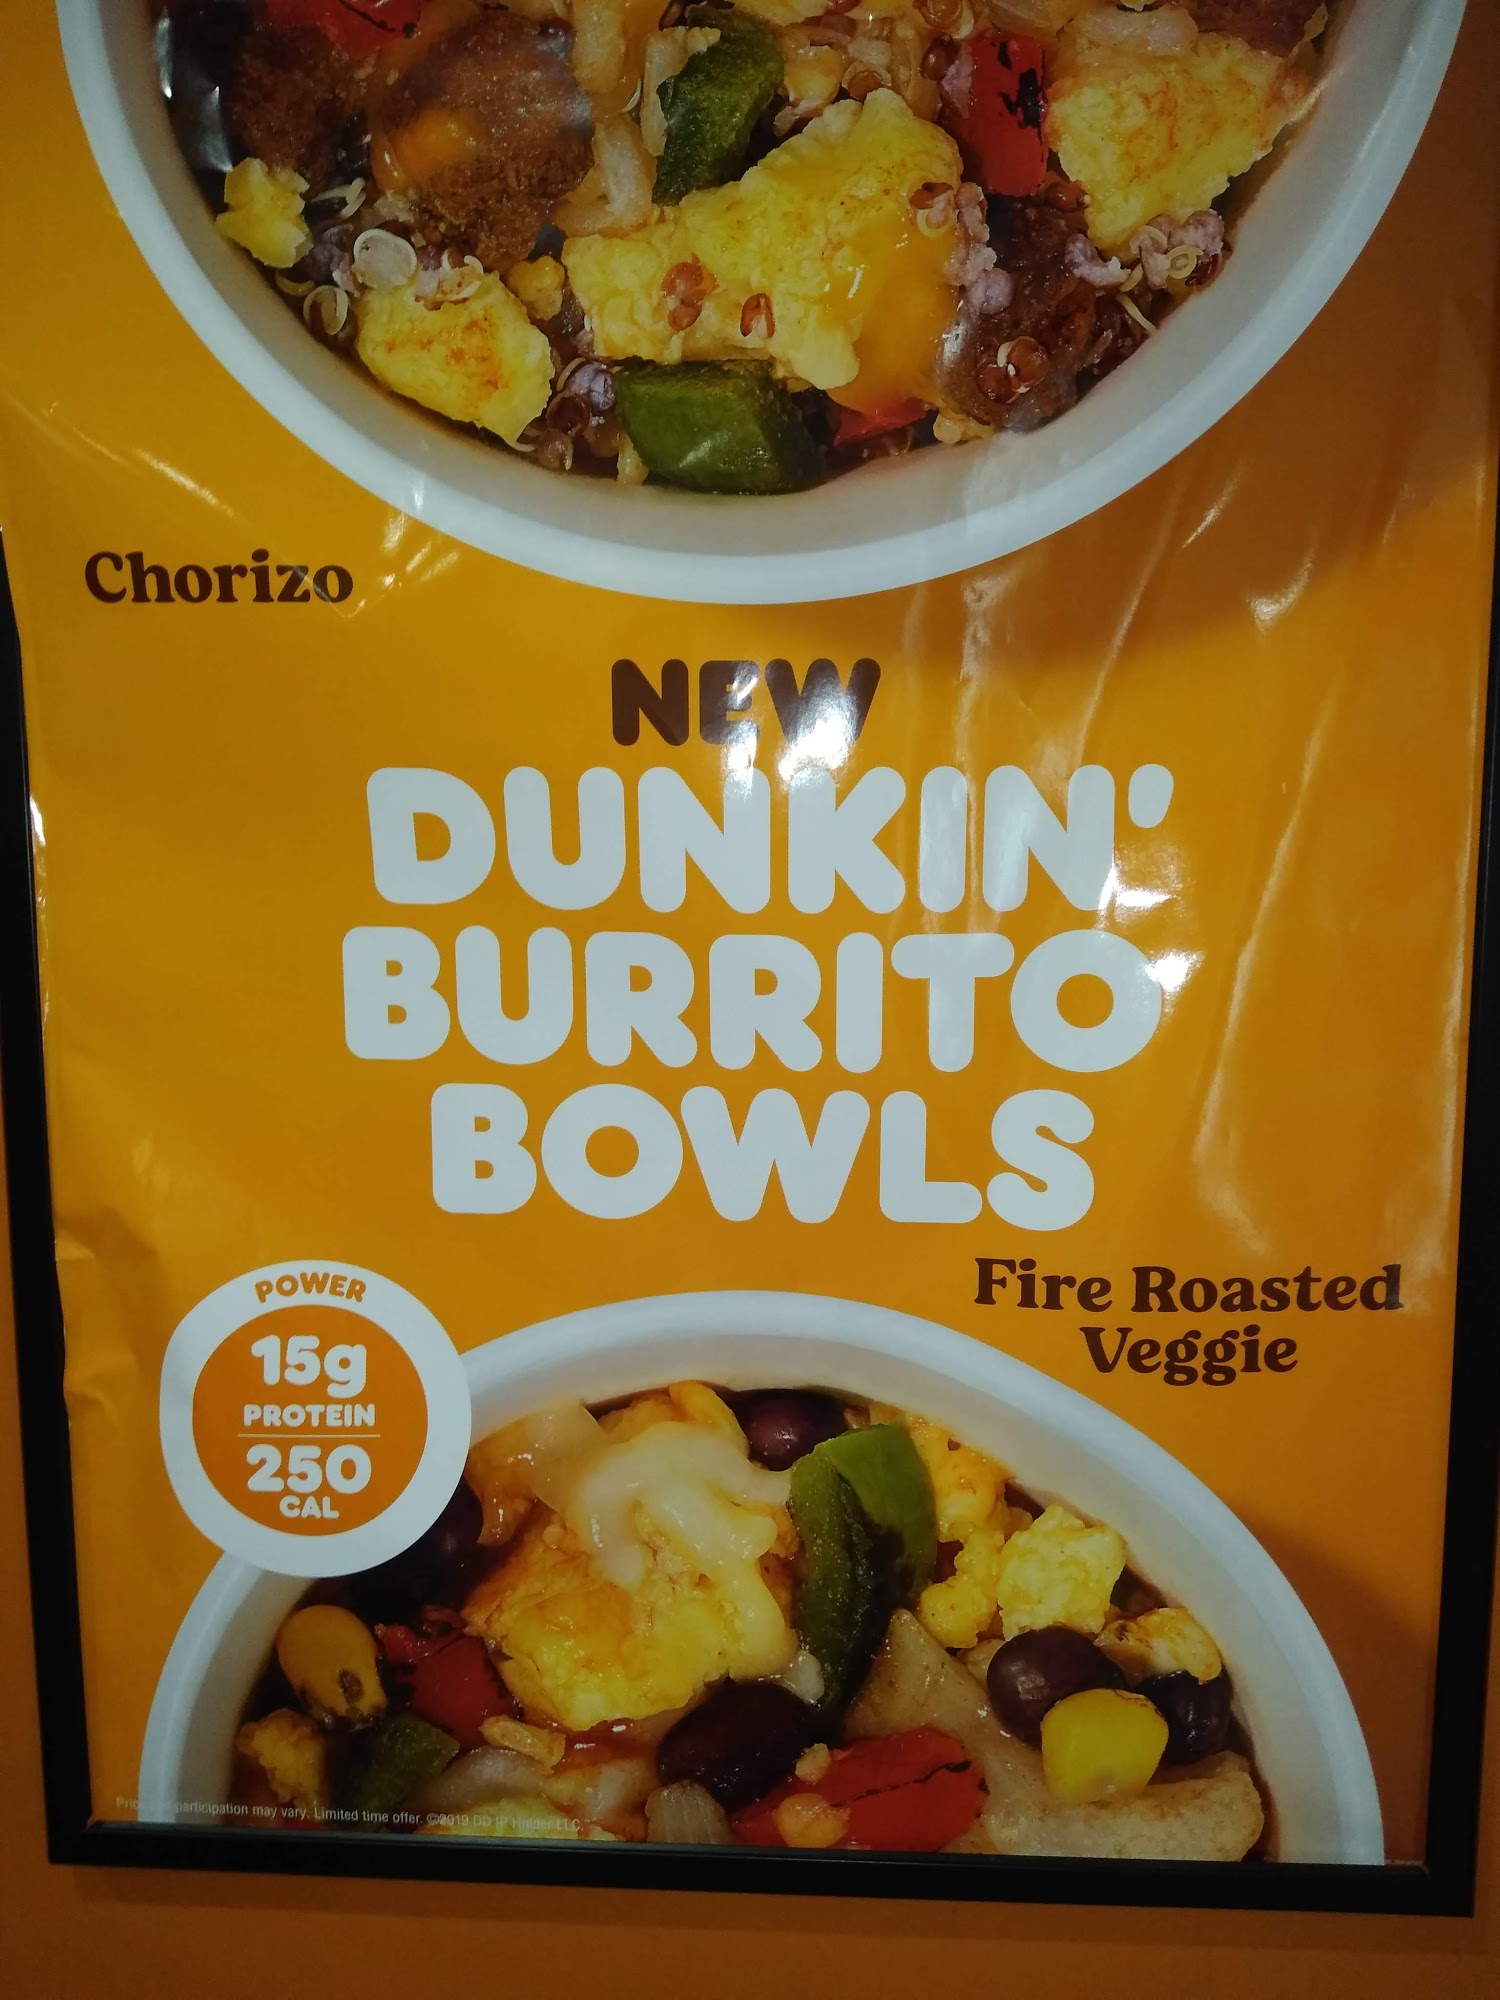 Chorizo
NEW
DUNKIN'
BURRITO
BOWLS
Fire Roasted
Veggie
POWER
15g
PROTEIN
250
CAL
participation may vary. Limited time offer. ©2019 DD IP Holder LLC.